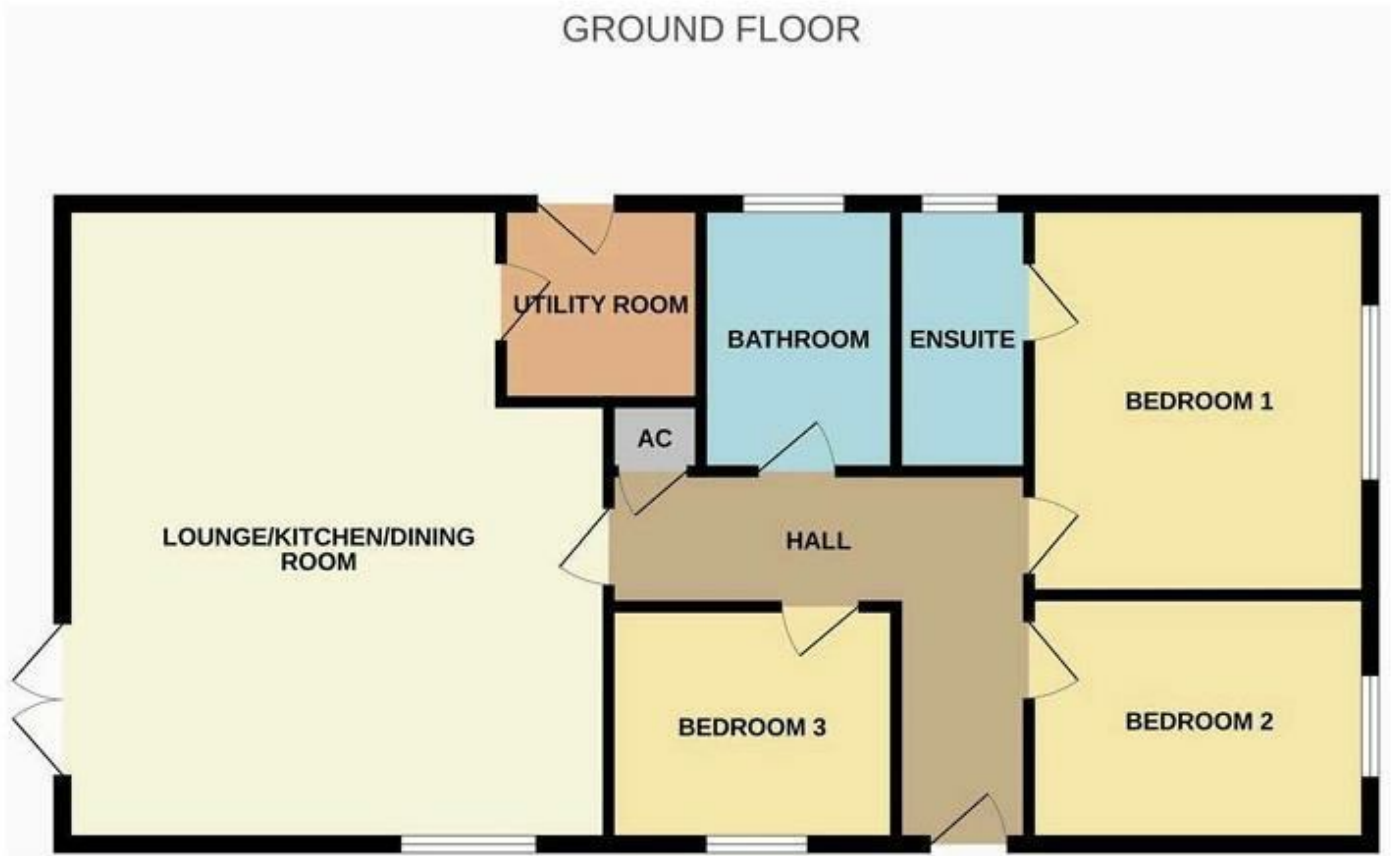 GROUND FLOOR
UTILITY ROOM
BATHROOM
ENSUITE
BEDROOM 1
AC
LOUNGE/KITCHEN/DINING
ROOM
HALL
BEDROOM 3
BEDROOM 2